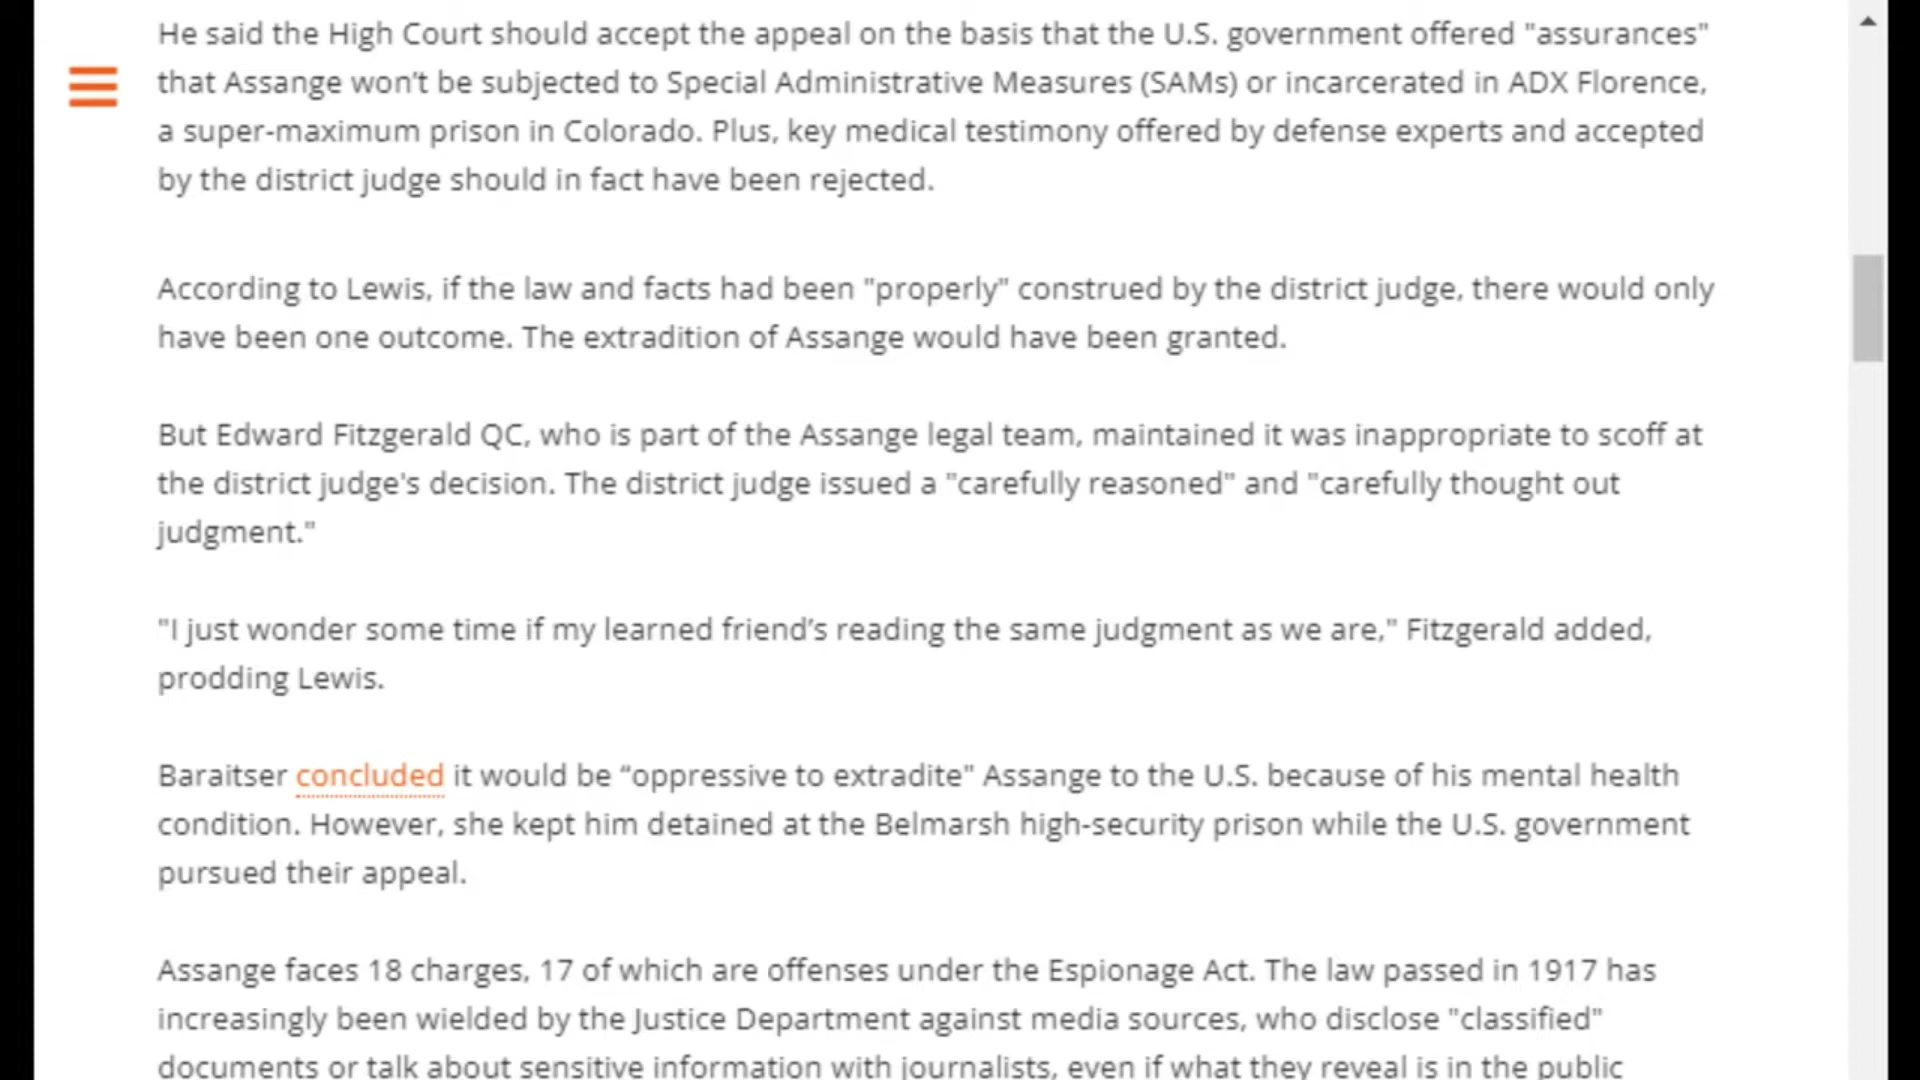 He said the High Court should accept the appeal on the basis that the U.S. government offered "assurances"
that Assange won’t be subjected to Special Administrative Measures (SAMs) or incarcerated in ADX Florence,
a super-maximum prison in Colorado. Plus, key medical testimony offered by defense experts and accepted
by the district judge should in fact have been rejected.
According to Lewis, if the law and facts had been "properly" construed by the district judge, there would only
have been one outcome. The extradition of Assange would have been granted.
But Edward Fitzgerald QC, who is part of the Assange legal team, maintained it was inappropriate to scoff at
the district judge's decision. The district judge issued a "carefully reasoned" and "carefully thought out
judgment."
"I just wonder some time if my learned friend’s reading the same judgment as we are," Fitzgerald added,
prodding Lewis.
Baraitser concluded it would be “oppressive to extradite" Assange to the U.S. because of his mental health
condition. However, she kept him detained at the Belmarsh high-security prison while the U.S. government
pursued their appeal.
Assange faces 18 charges, 17 of which are offenses under the Espionage Act. The law passed in 1917 has
increasingly been wielded by the Justice Department against media sources, who disclose "classified"
documents or talk about sensitive information with journalists, even if what they reveal is in the public